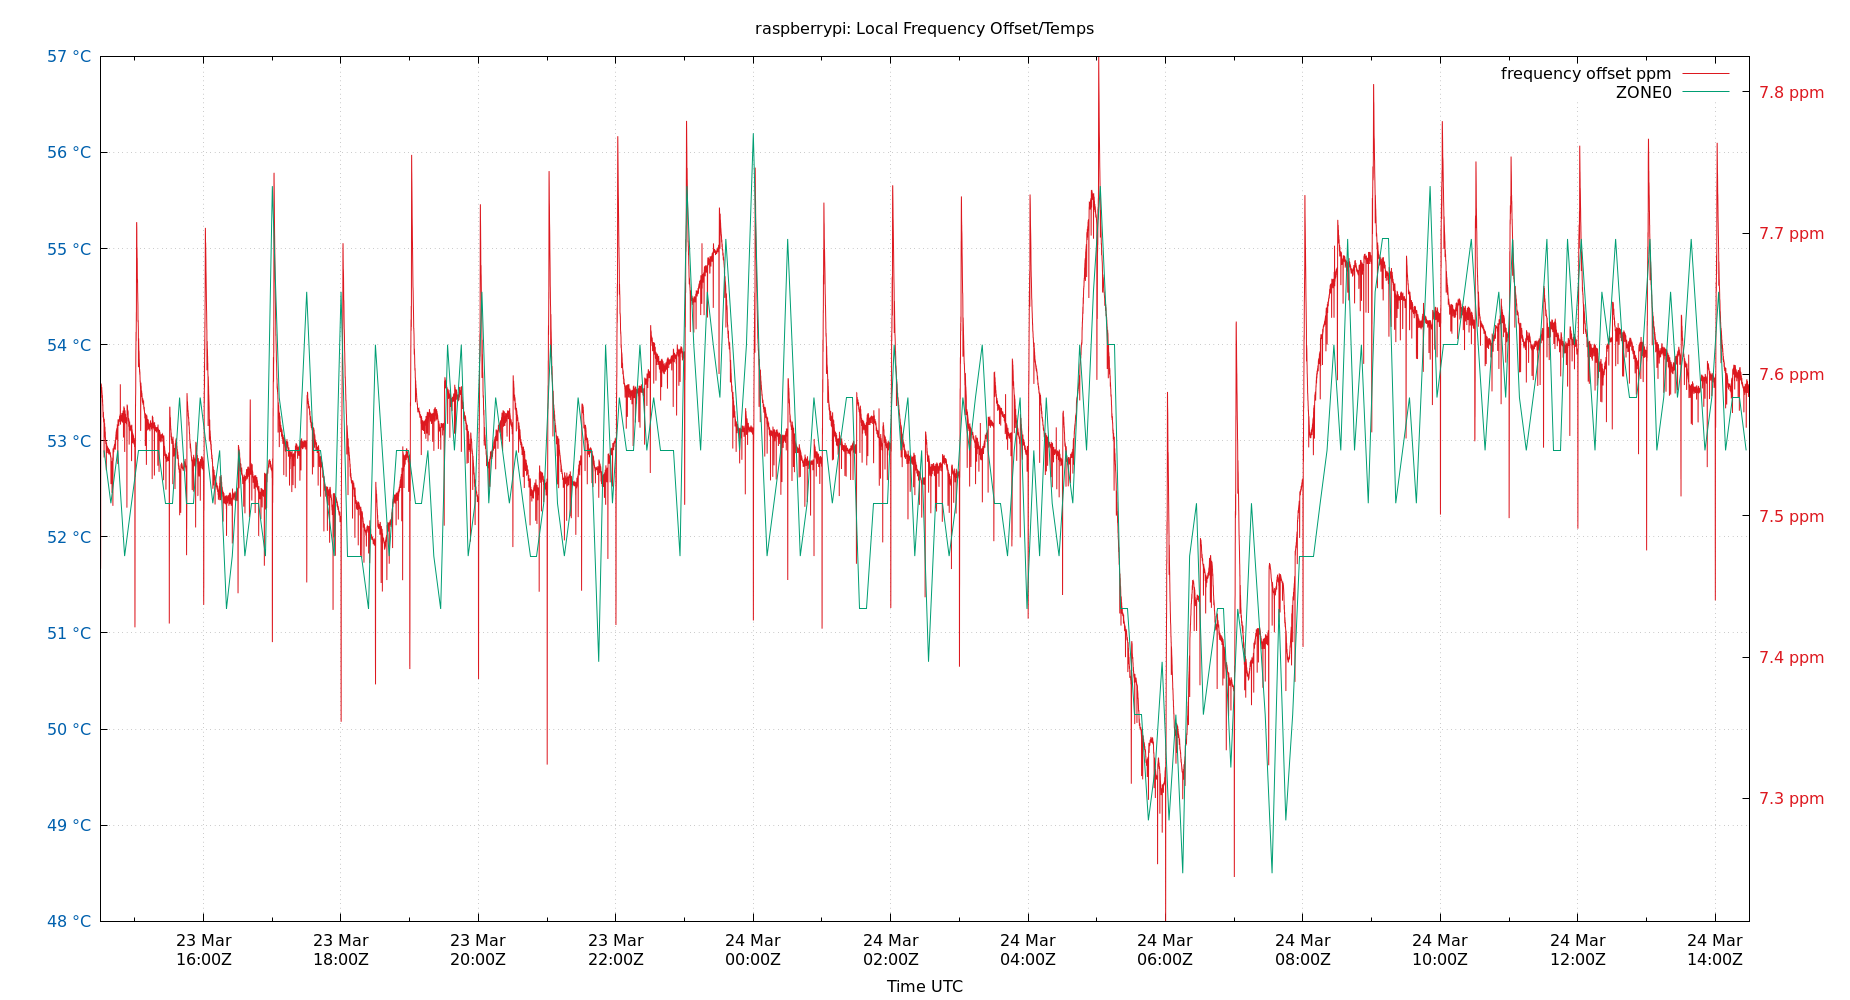 raspberrypi: Local Frequency Offset/Temps
57 °C
56 °C
55 °C
54 °C
53 °C
52 °C
51 °C
50 °C
49 °C
48 °C
frequency offset ppm
ZONE0
7.8 ppm
7.7 ppm
7.6 ppm
7.5 ppm
7.4 ppm
7.3 ppm
23 Mar
16:00Z
23 Mar
18:00Z
23 Mar
20:00Z
23 Mar
22:00Z
24 Mar
00:00Z
24 Mar
02:00Z
24 Mar
04:00Z
24 Mar
06:00Z
24 Mar
08:00Z
24 Mar
10:00Z
24 Mar
12:00Z
24 Mar
14:00Z
Time UTC